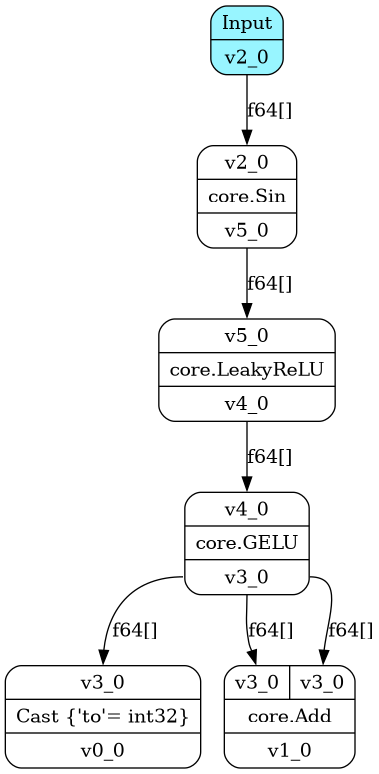 Input
v2_0
f64[]
v2_0
core.Sin
v5_0
f64[]
v5_0
core.LeakyReLU
v4_0
f64[]
v4_0
core.GELU
v3_0
f64[] f64[] f64[]
v3_0
Cast {'to'= int32}
v0_0
v3_0 v3_0
core.Add
v1_0